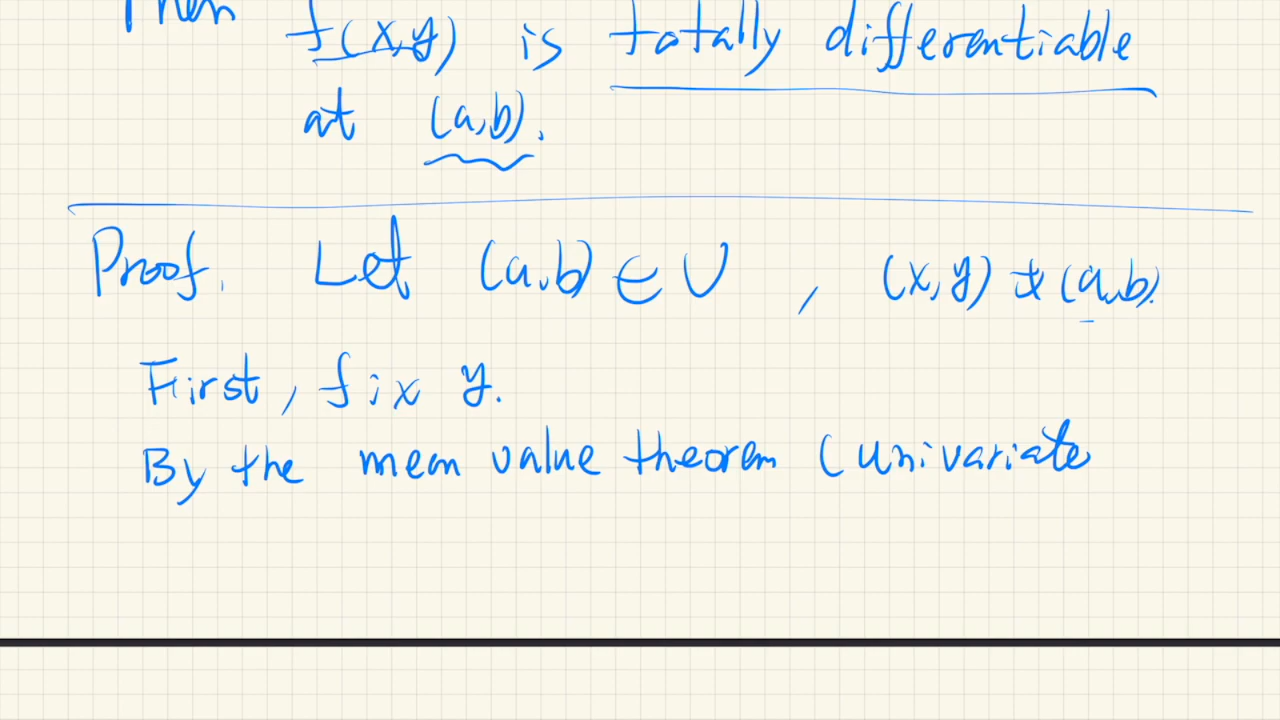 Then f(x,y) is totally differentiable
at (a,b).
Proof. Let (a,b) ∈ U , (x,y) ≠ (a,b).
First, fix y.
By the mean value theorem (univariate